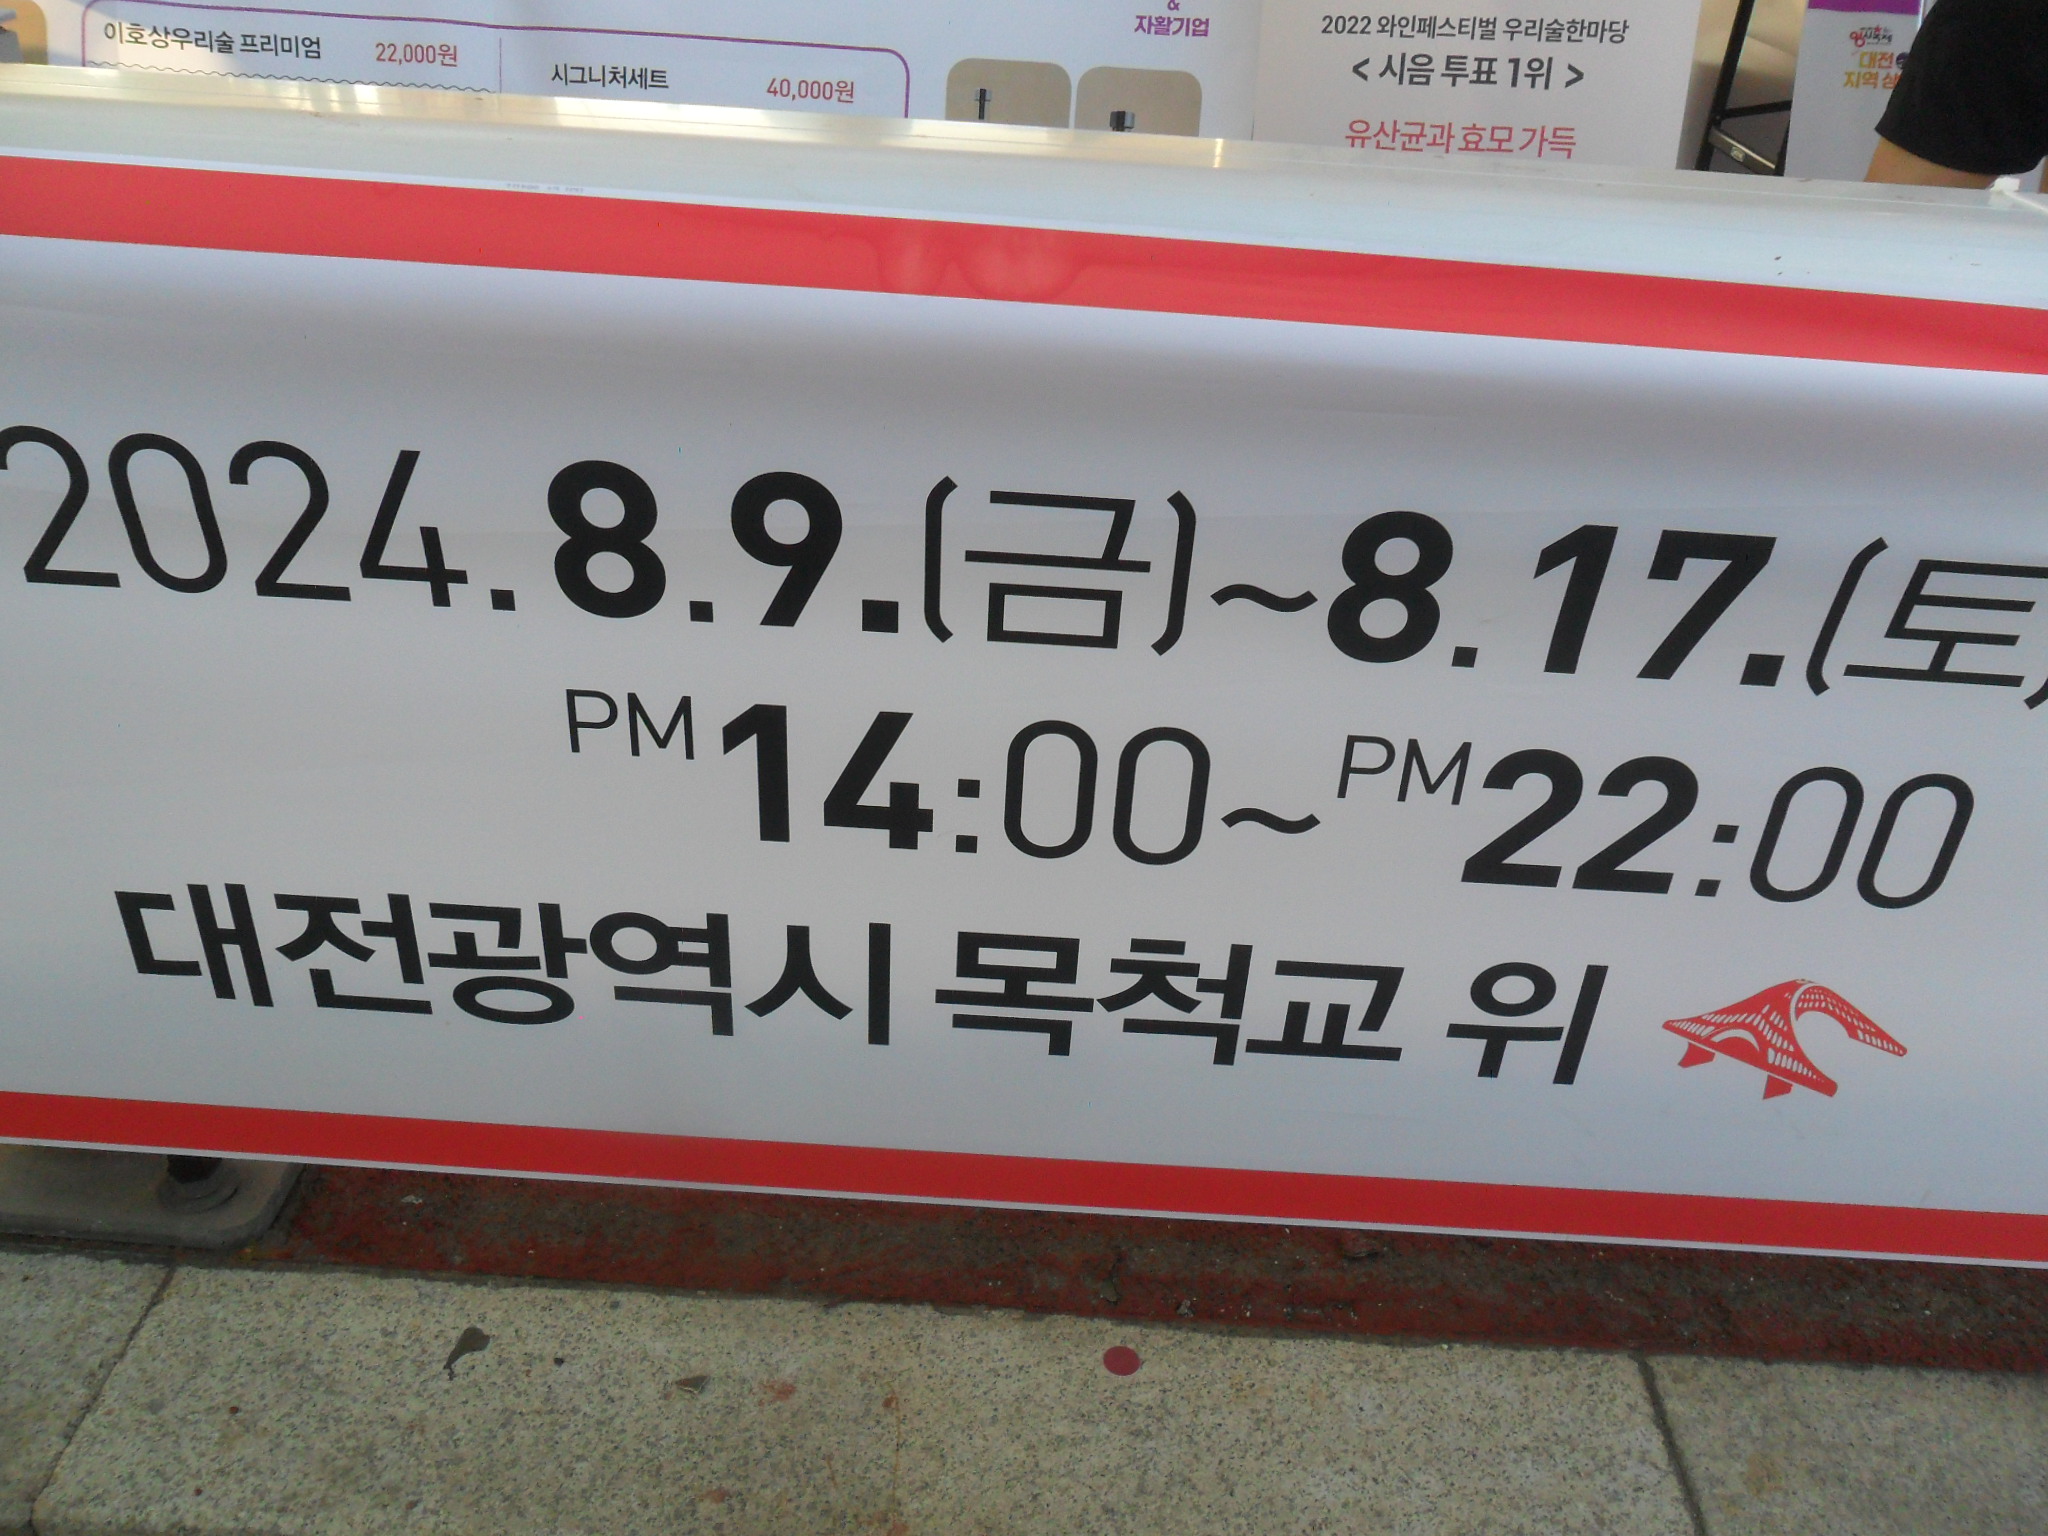 이호상우리술 프리미엄 22,000원
시그니처세트 40,000원
&
자활기업
2022 와인페스티벌 우리술한마당
< 시음 투표 1위 >
유산균과 효모 가득
대전
지역
2024. 8.9.(금)~8.17.(토)
PM 14:00~PM 22:00
대전광역시 목척교 위